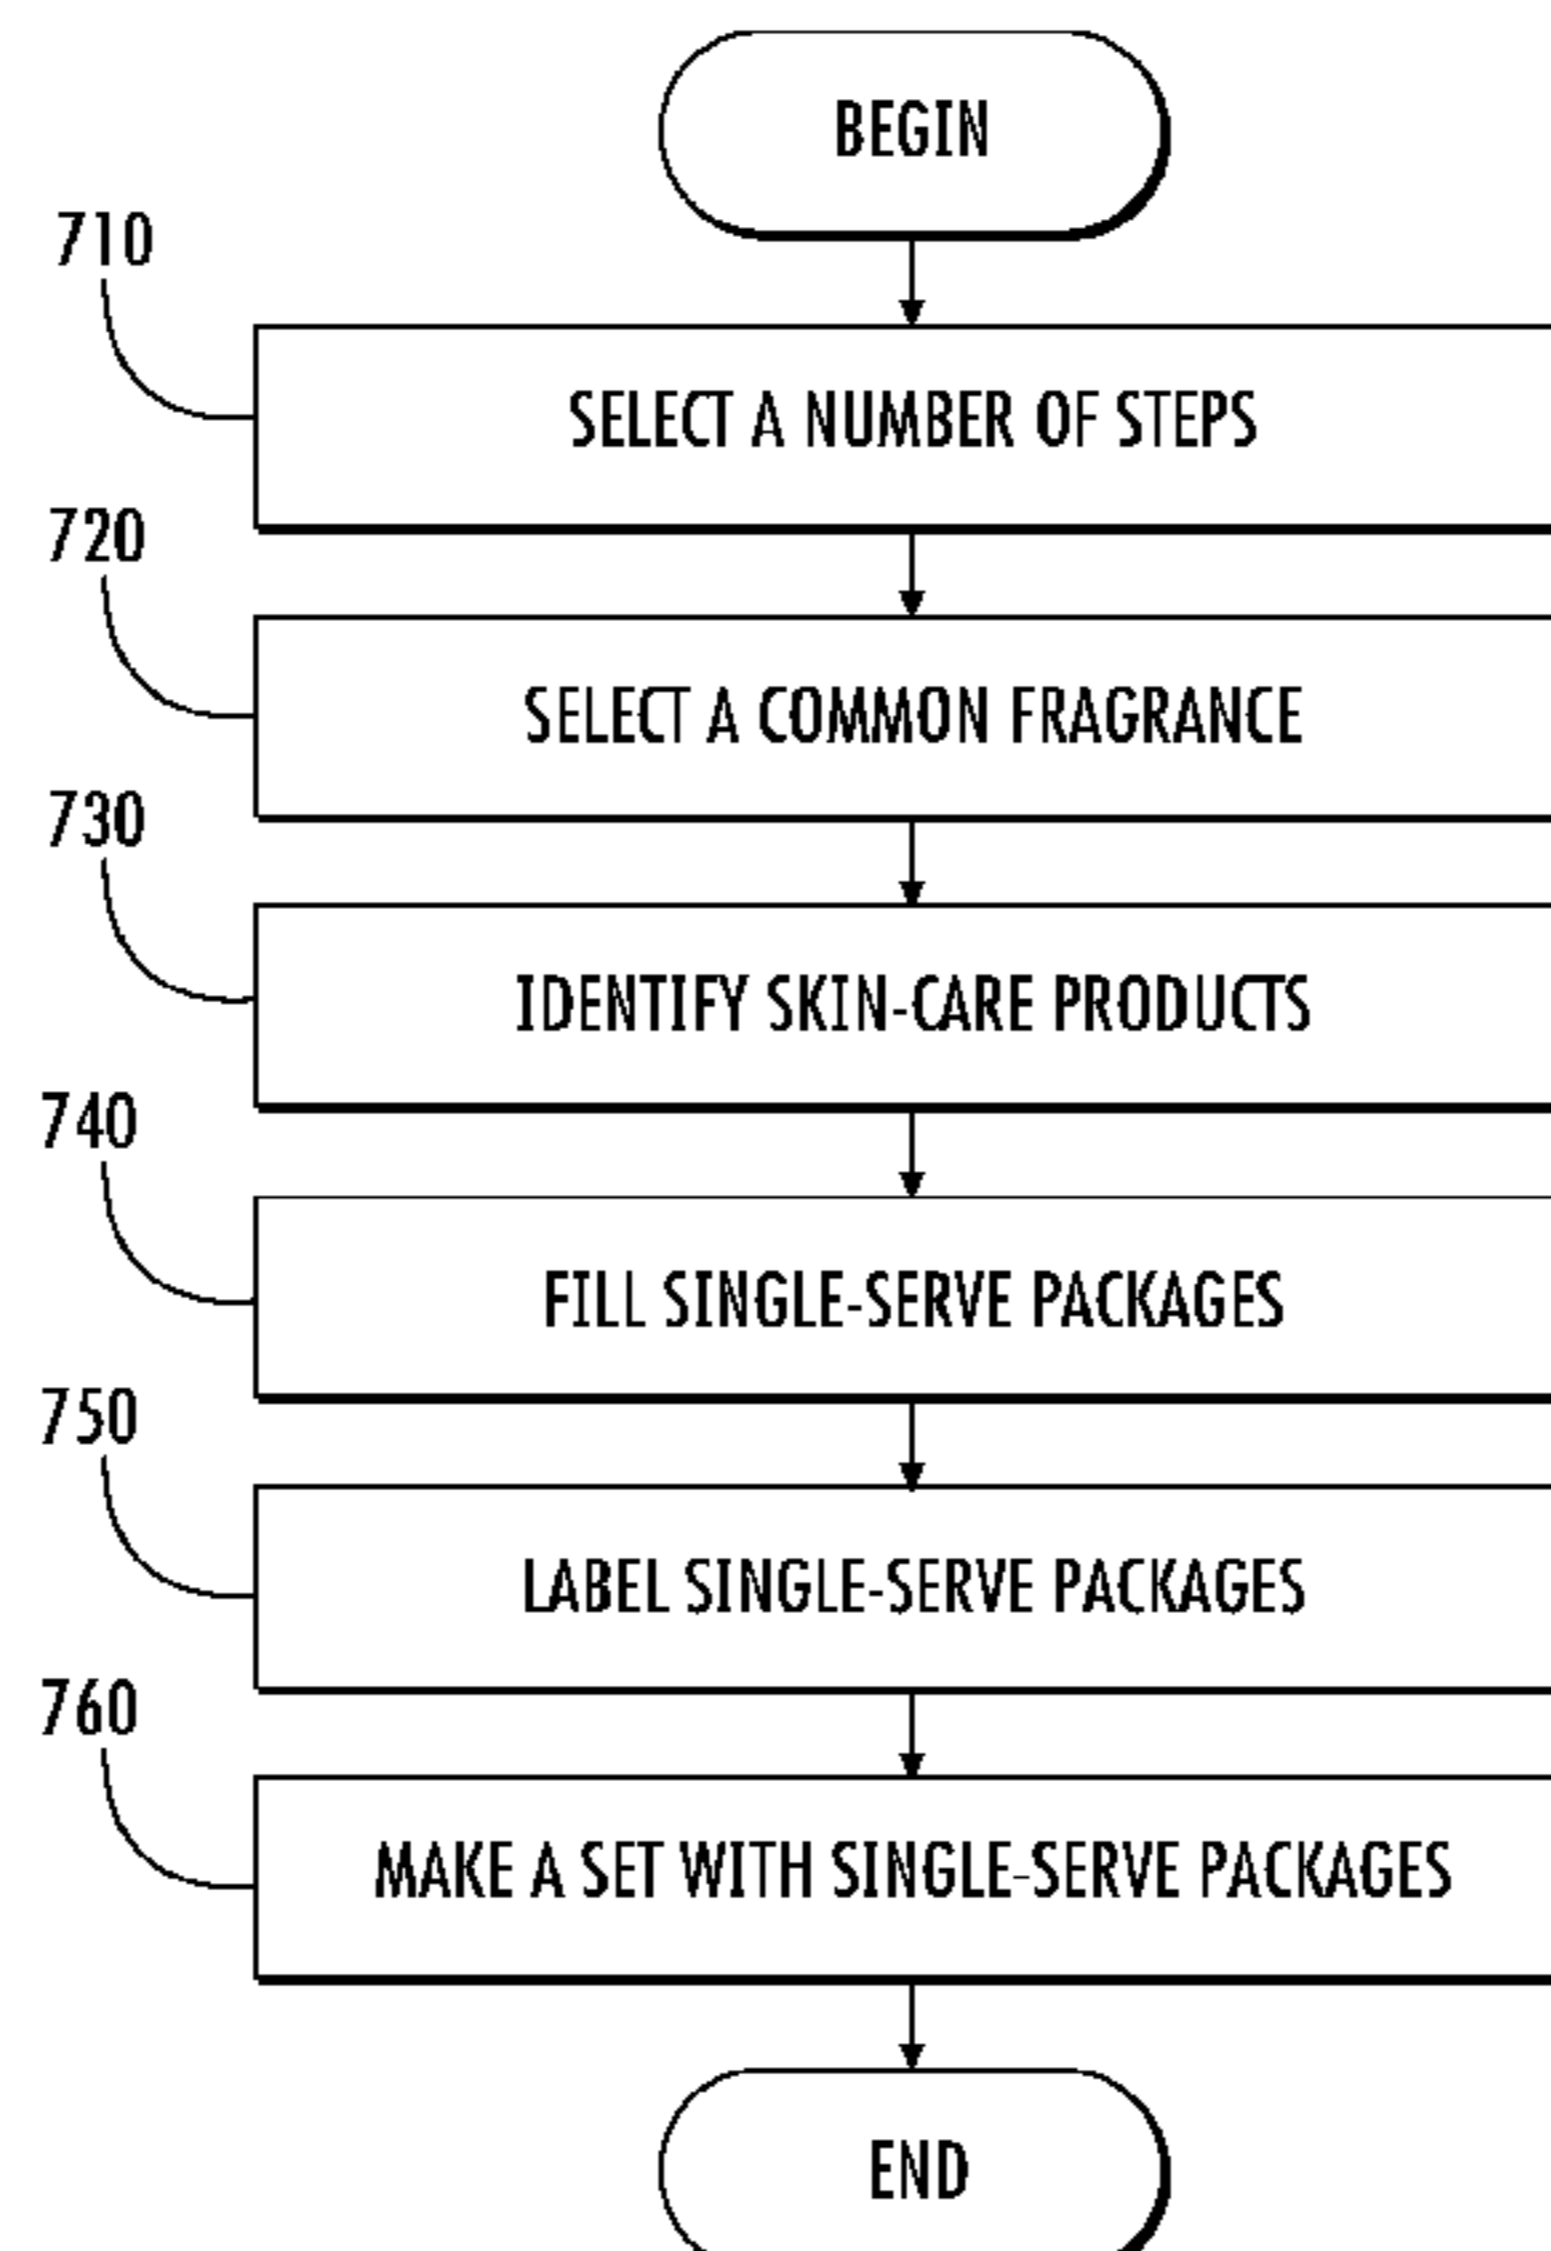 BEGIN
710
SELECT A NUMBER OF STEPS
720
SELECT A COMMON FRAGRANCE
730
IDENTIFY SKIN-CARE PRODUCTS
740
FILL SINGLE-SERVE PACKAGES
750
LABEL SINGLE-SERVE PACKAGES
760
MAKE A SET WITH SINGLE-SERVE PACKAGES
END